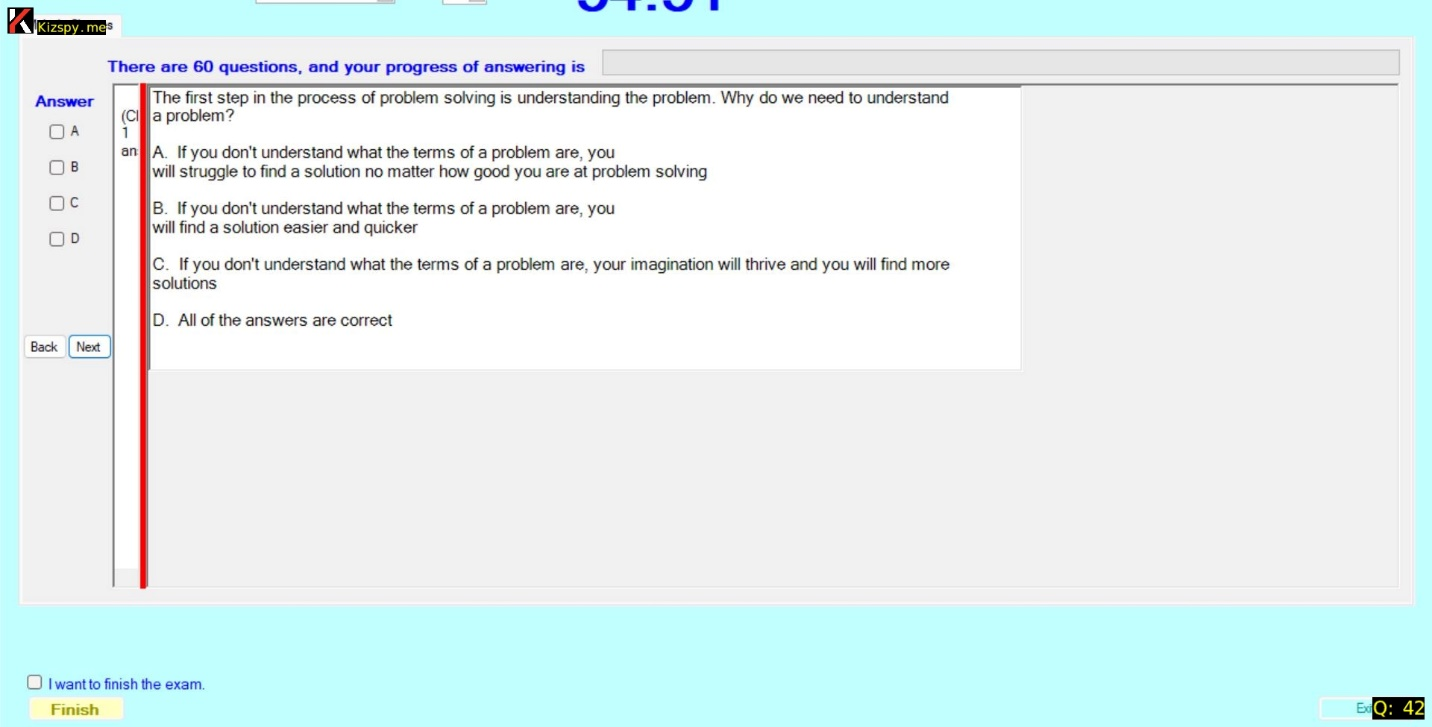 Kizspy.me
s
There are 60 questions, and your progress of answering is
Answer
A
B
C
D
Back Next
(Cl
1
an
The first step in the process of problem solving is understanding the problem. Why do we need to understand
a problem?
A. If you don't understand what the terms of a problem are, you
will struggle to find a solution no matter how good you are at problem solving
B. If you don't understand what the terms of a problem are, you
will find a solution easier and quicker
C. If you don't understand what the terms of a problem are, your imagination will thrive and you will find more
solutions
D. All of the answers are correct
I want to finish the exam.
Finish
Exi
Q: 42